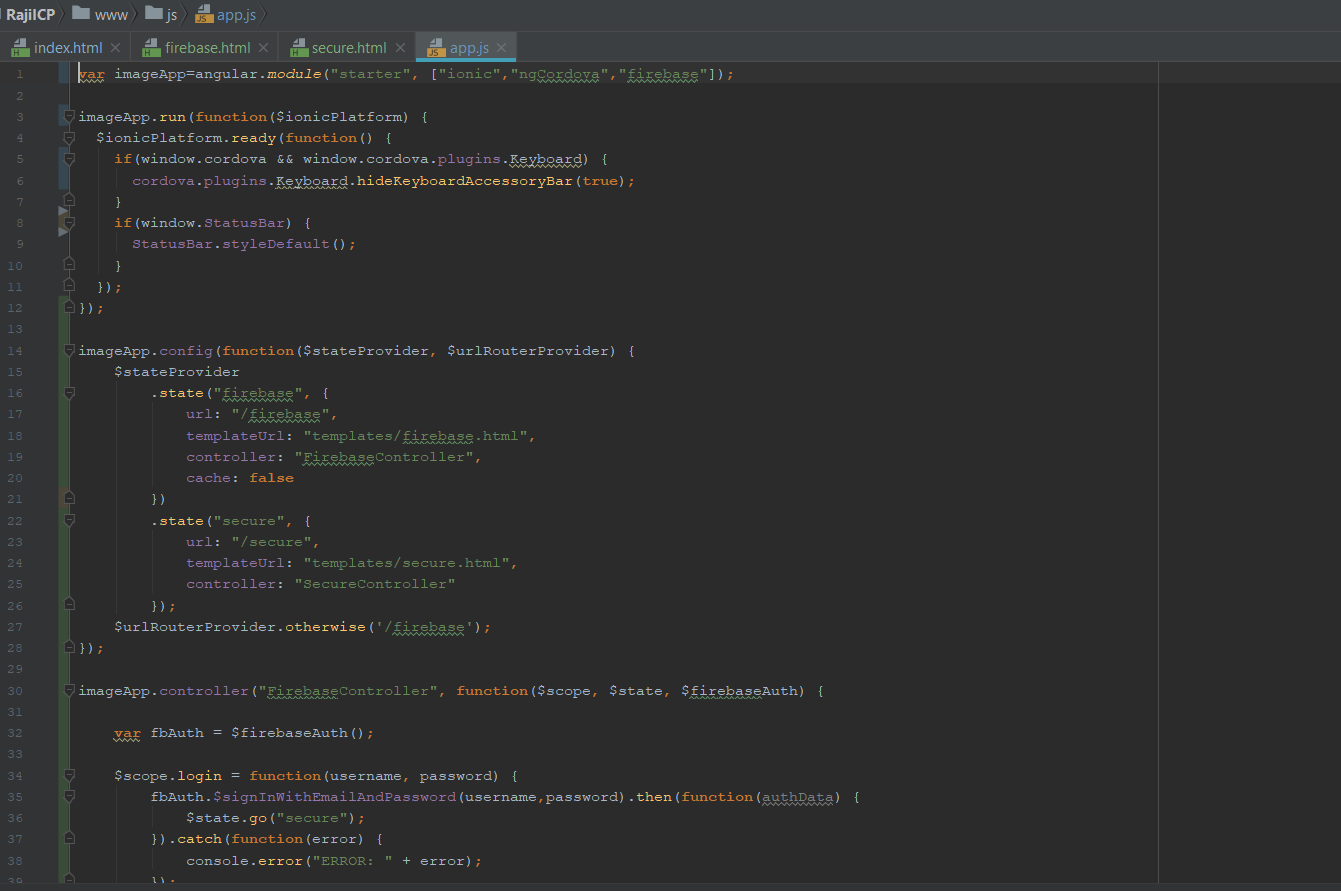 RajiICP www js app.js
index.html firebase.html secure.html app.js
1 var imageApp=angular.module("starter", ["ionic","ngCordova","firebase"]);
2
3 imageApp.run(function($ionicPlatform) {
4 $ionicPlatform.ready(function() {
5 if(window.cordova && window.cordova.plugins.Keyboard) {
6 cordova.plugins.Keyboard.hideKeyboardAccessoryBar(true);
7 }
8 if(window.StatusBar) {
9 StatusBar.styleDefault();
10 }
11 });
12 });
13
14 imageApp.config(function($stateProvider, $urlRouterProvider) {
15 $stateProvider
16 .state("firebase", {
17 url: "/firebase",
18 templateUrl: "templates/firebase.html",
19 controller: "FirebaseController",
20 cache: false
21 })
22 .state("secure", {
23 url: "/secure",
24 templateUrl: "templates/secure.html",
25 controller: "SecureController"
26 });
27 $urlRouterProvider.otherwise('/firebase');
28 });
29
30 imageApp.controller("FirebaseController", function($scope, $state, $firebaseAuth) {
31
32 var fbAuth = $firebaseAuth();
33
34 $scope.login = function(username, password) {
35 fbAuth.$signInWithEmailAndPassword(username,password).then(function(authData) {
36 $state.go("secure");
37 }).catch(function(error) {
38 console.error("ERROR: " + error);
39 });